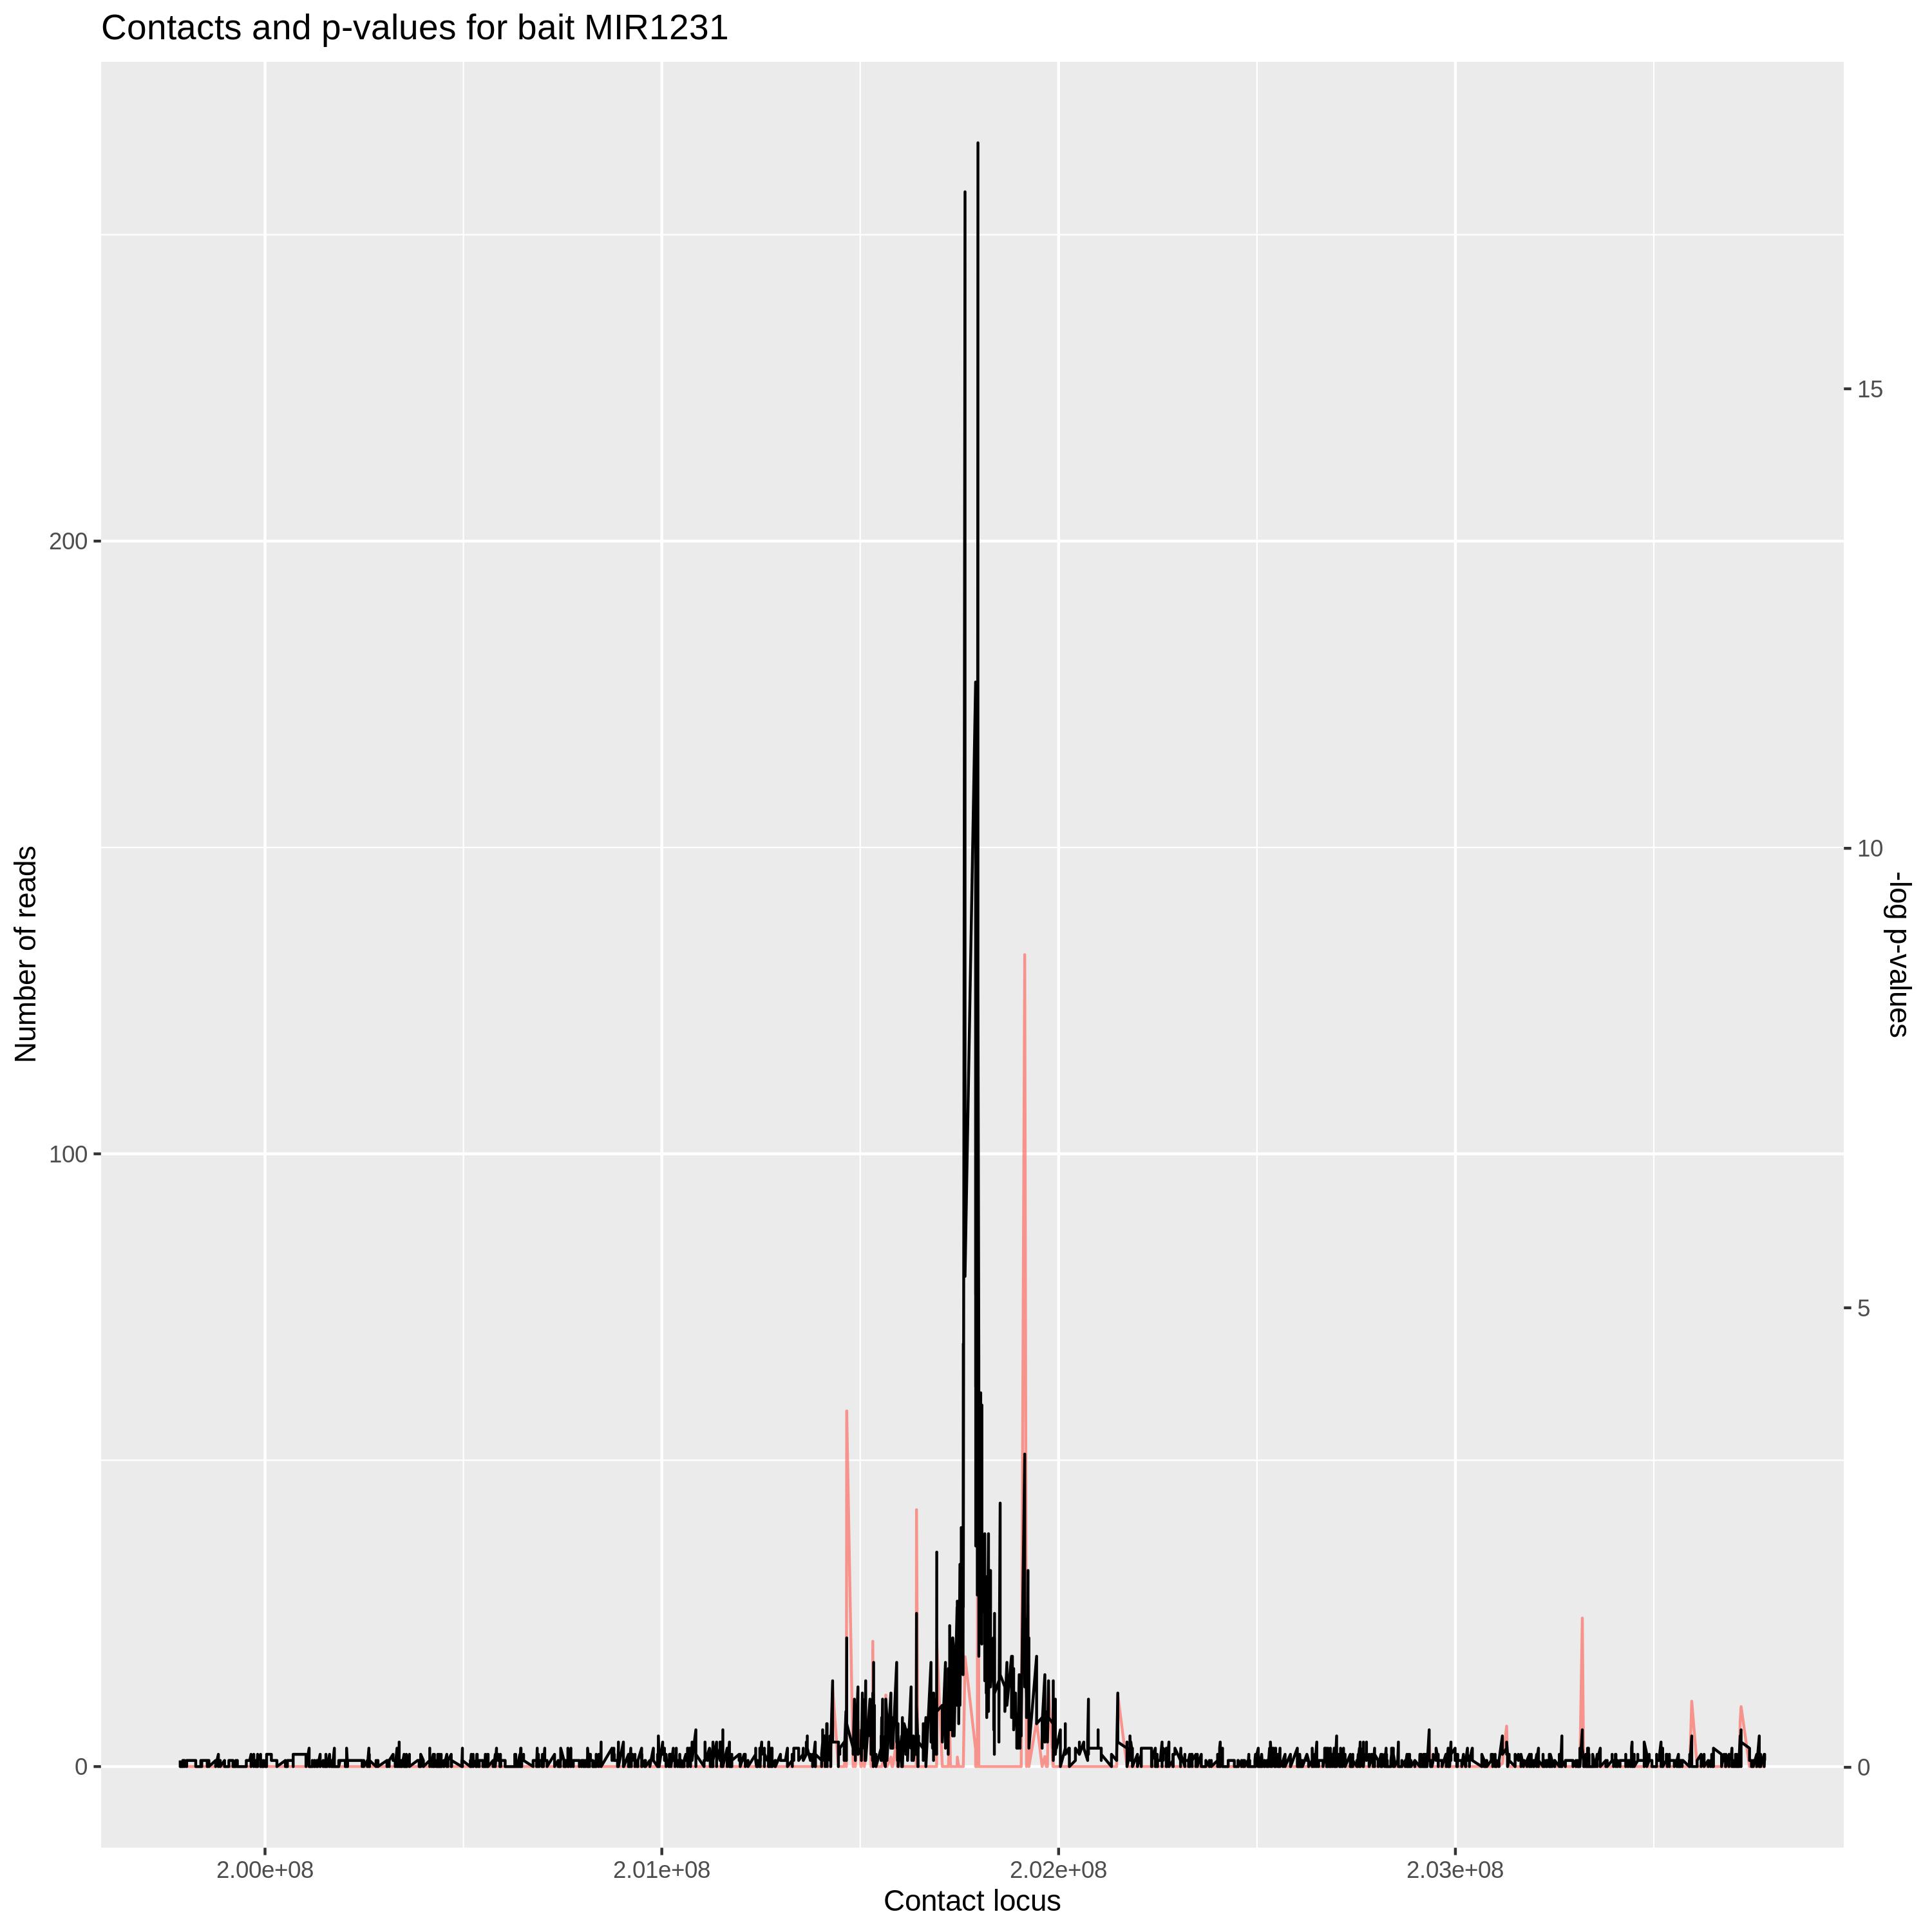 Contacts and p-values for bait MIR1231
Number of reads
200
100
0
15
10
5
0
-log p-values
2.00e+08
2.01e+08
2.02e+08
2.03e+08
Contact locus